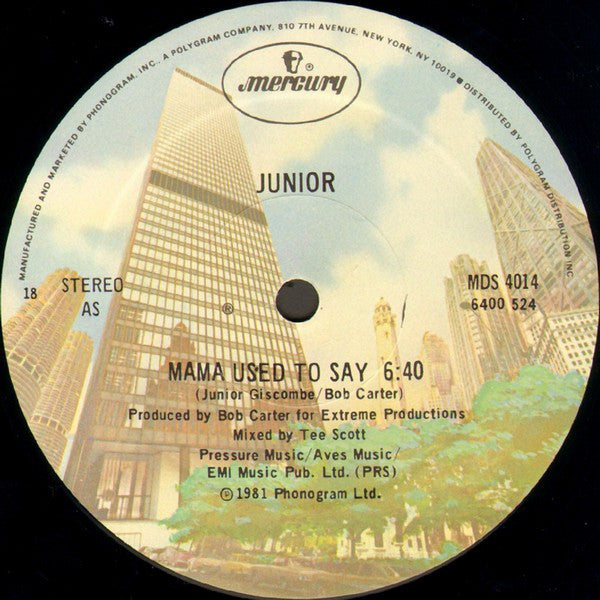 MANUFACTURED AND MARKETED BY PHONOGRAM, INC., A POLYGRAM COMPANY, 810 7TH AVENUE, NEW YORK, NY 10019 ■ DISTRIBUTED BY POLYGRAM DISTRIBUTION INC
®
mercury
JUNIOR
18
STEREO
AS
®
MDS 4014
6400 524
MAMA USED TO SAY 6:40
(Junior Giscombe/Bob Carter)
Produced by Bob Carter for Extreme Productions
Mixed by Tee Scott
Pressure Music/Aves Music/
EMI Music Pub. Ltd. (PRS)
℗1981 Phonogram Ltd.